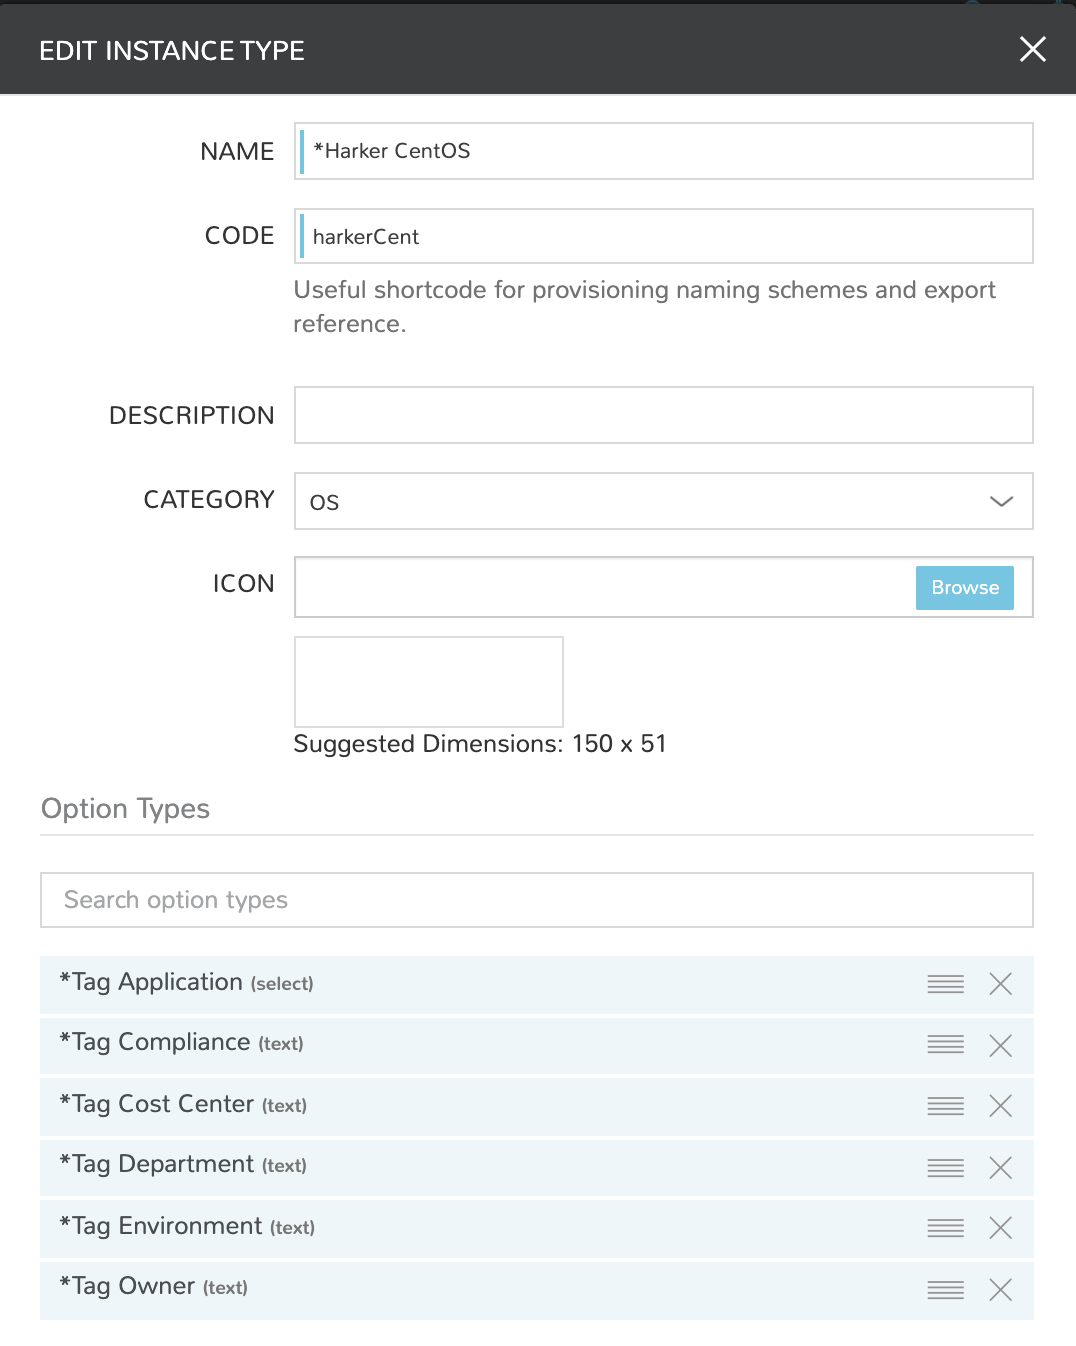 EDIT INSTANCE TYPE
NAME
*Harker CentOS
CODE
harkerCent
Useful shortcode for provisioning naming schemes and export
reference.
DESCRIPTION
CATEGORY
OS
ICON
Browse
Suggested Dimensions: 150 x 51
Option Types
Search option types
*Tag Application (select)
*Tag Compliance (text)
*Tag Cost Center (text)
*Tag Department (text)
*Tag Environment (text)
*Tag Owner (text)